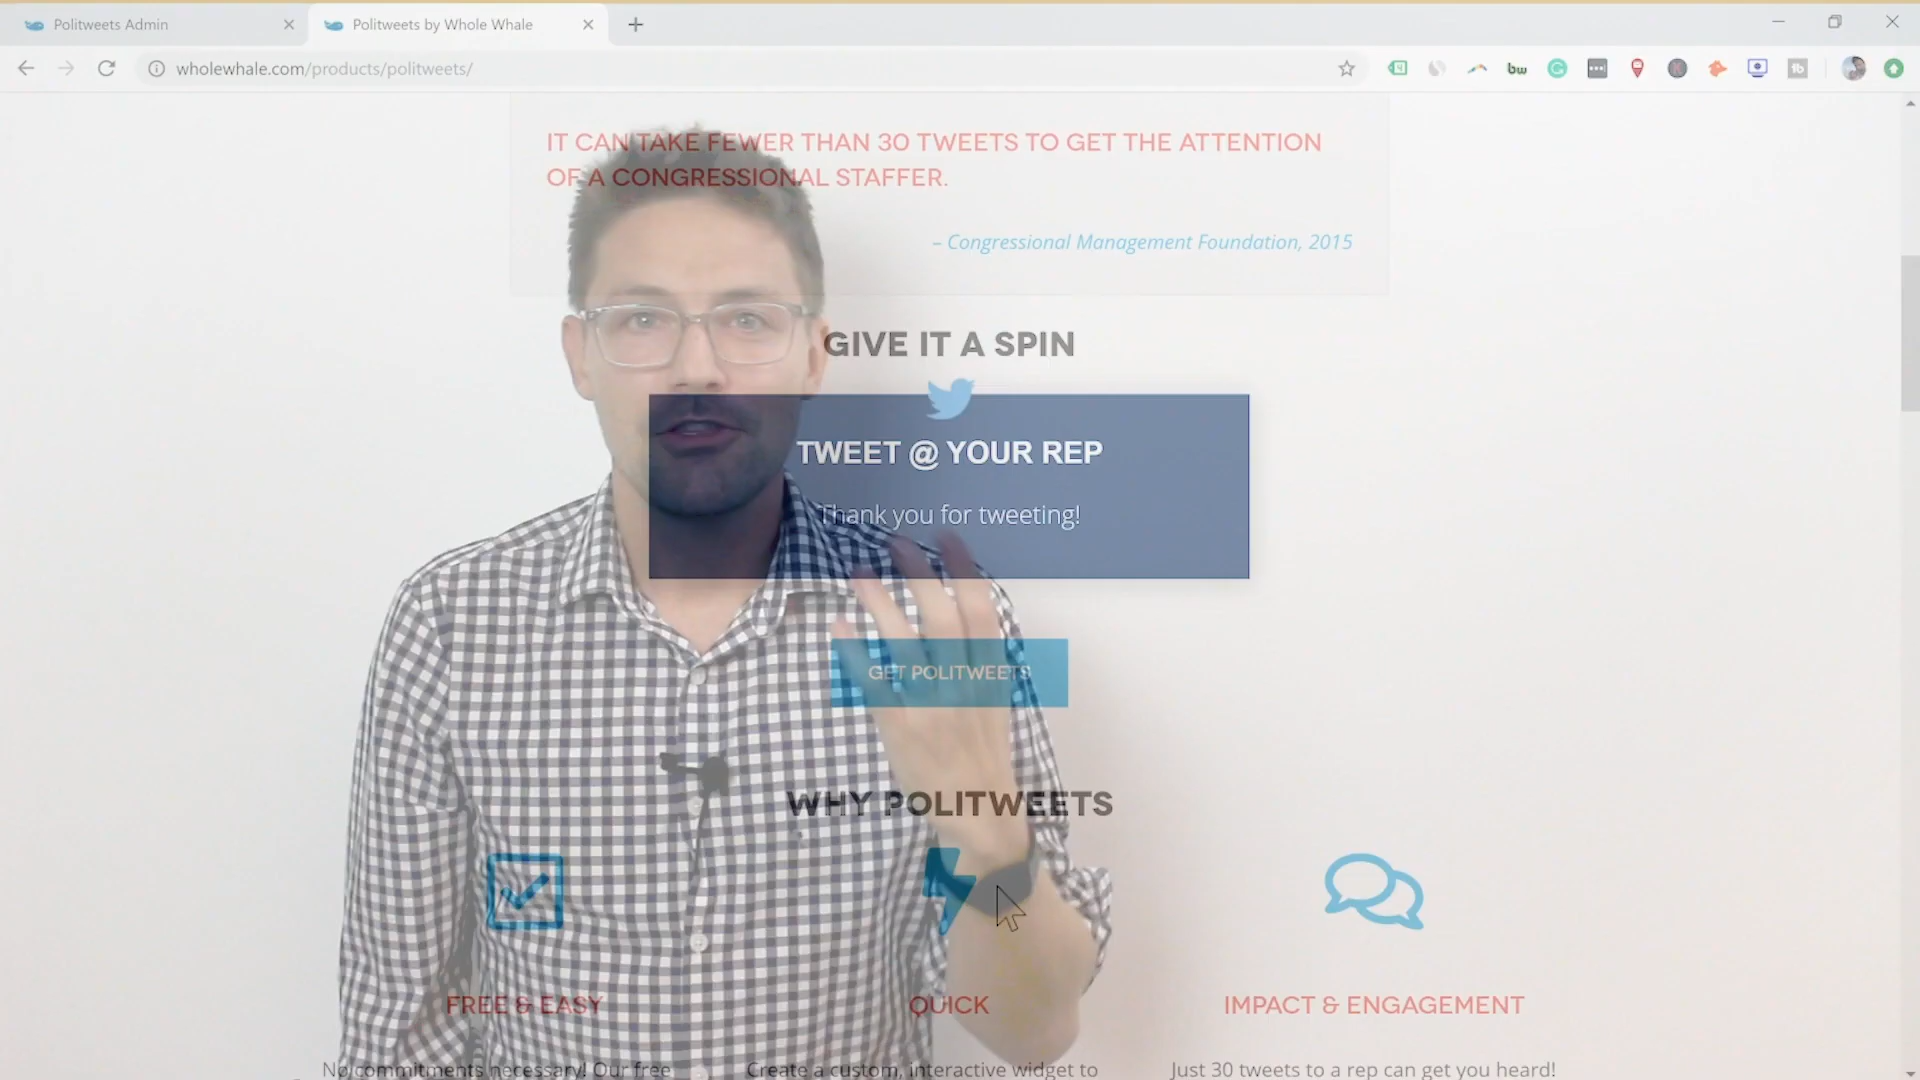 Politweets Admin
Politweets by Whole Whale
wholewhale.com/products/politweets/
bw
IT CAN TAKE FEWER THAN 30 TWEETS TO GET THE ATTENTION
OF A CONGRESSIONAL STAFFER.
– Congressional Management Foundation, 2015
GIVE IT A SPIN
TWEET @ YOUR REP
Thank you for tweeting!
GET POLITWEETS
WHY POLITWEETS
FREE & EASY
QUICK
IMPACT & ENGAGEMENT
No commitments necessary! Our free
Create a custom, interactive widget to
Just 30 tweets to a rep can get you heard!